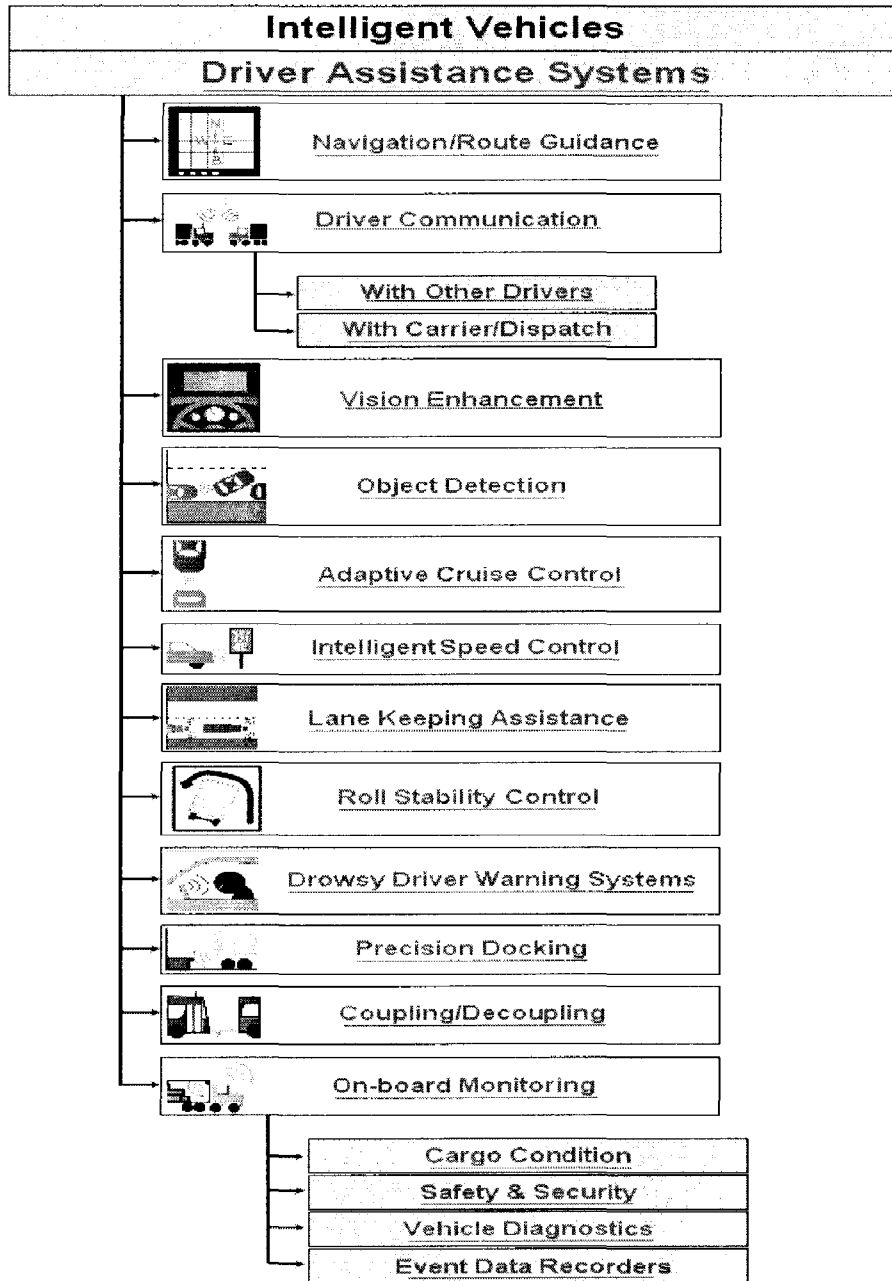 Intelligent Vehicles
Driver Assistance Systems
Navigation/Route Guidance
Driver Communication
With Other Drivers
With Carrier/Dispatch
Vision Enhancement
Object Detection
Adaptive Cruise Control
Intelligent Speed Control
Lane Keeping Assistance
Roll Stability Control
Drowsy Driver Warning Systems
Precision Docking
Coupling/Decoupling
On-board Monitoring
Cargo Condition
Safety & Security
Vehicle Diagnostics
Event Data Recorders